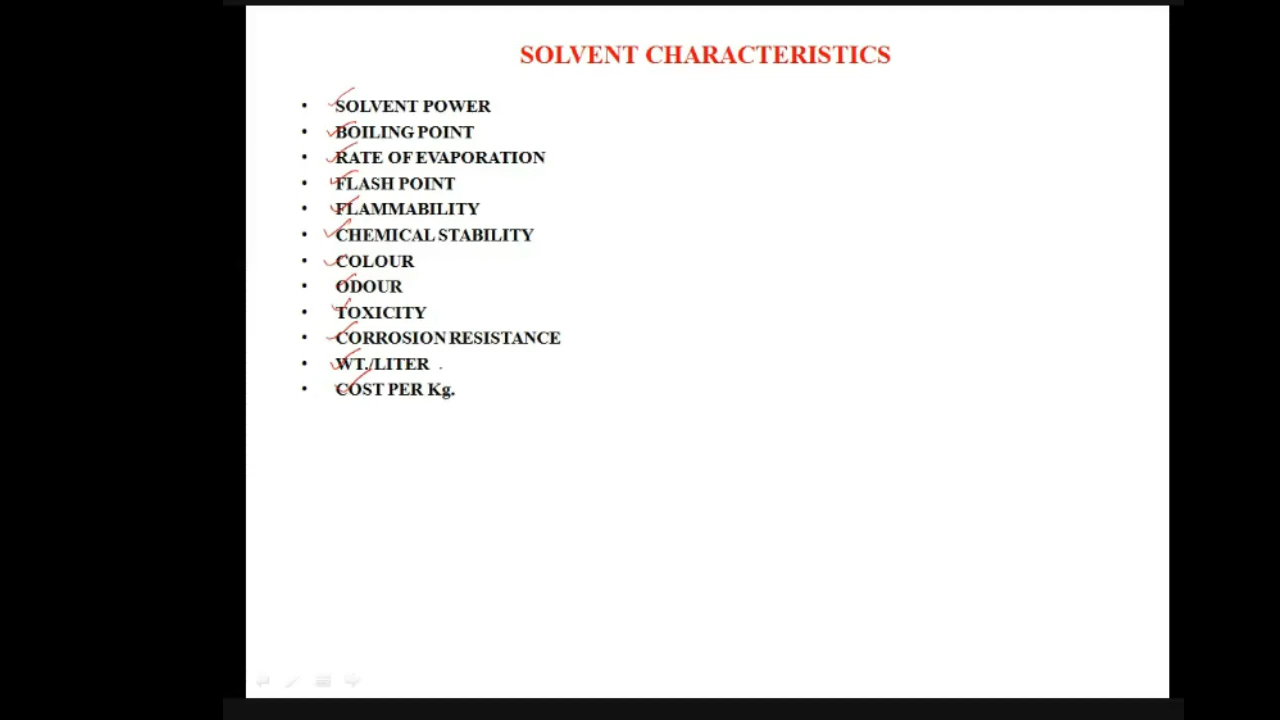 SOLVENT CHARACTERISTICS
• SOLVENT POWER
• BOILING POINT
• RATE OF EVAPORATION
• FLASH POINT
• FLAMMABILITY
• CHEMICAL STABILITY
• COLOUR
• ODOUR
• TOXICITY
• CORROSION RESISTANCE
• WT./LITER
• COST PER Kg.